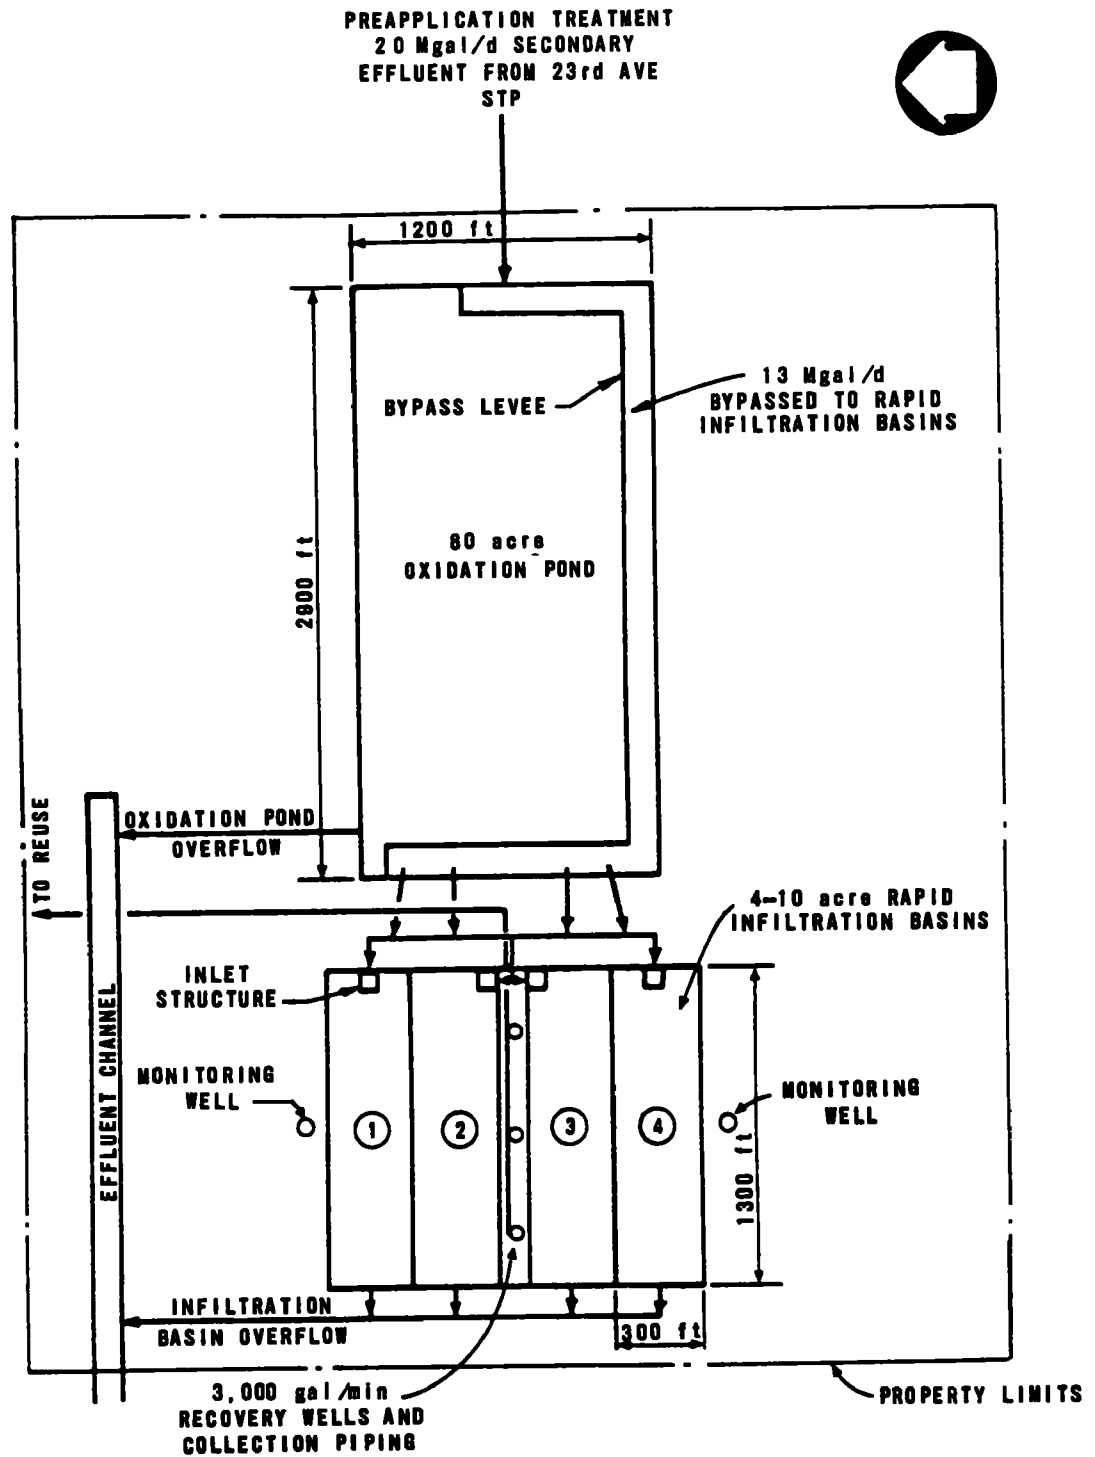 PREAPPLICATION TREATMENT
20 Mgal/d SECONDARY
EFFLUENT FROM 23rd AVE
STP
1200 ft
13 Mgal/d
BYPASSED TO RAPID
INFILTRATION BASINS
BYPASS LEVEE
2900 ft
80 acre
OXIDATION POND
TO REUSE
OXIDATION POND
OVERFLOW
4-10 acre RAPID
INFILTRATION BASINS
INLET
STRUCTURE
EFFLUENT CHANNEL
MONITORING
WELL
1
2
3
4
MONITORING
WELL
1300 ft
INFILTRATION
BASIN OVERFLOW
300 ft
3,000 gal/min
RECOVERY WELLS AND
COLLECTION PIPING
PROPERTY LIMITS